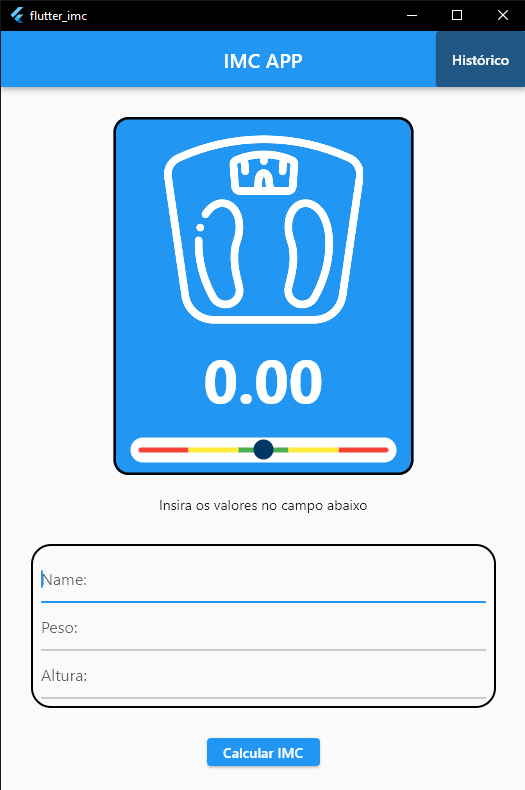 flutter_imc
IMC APP
Histórico
0.00
Insira os valores no campo abaixo
Name:
Peso:
Altura:
Calcular IMC